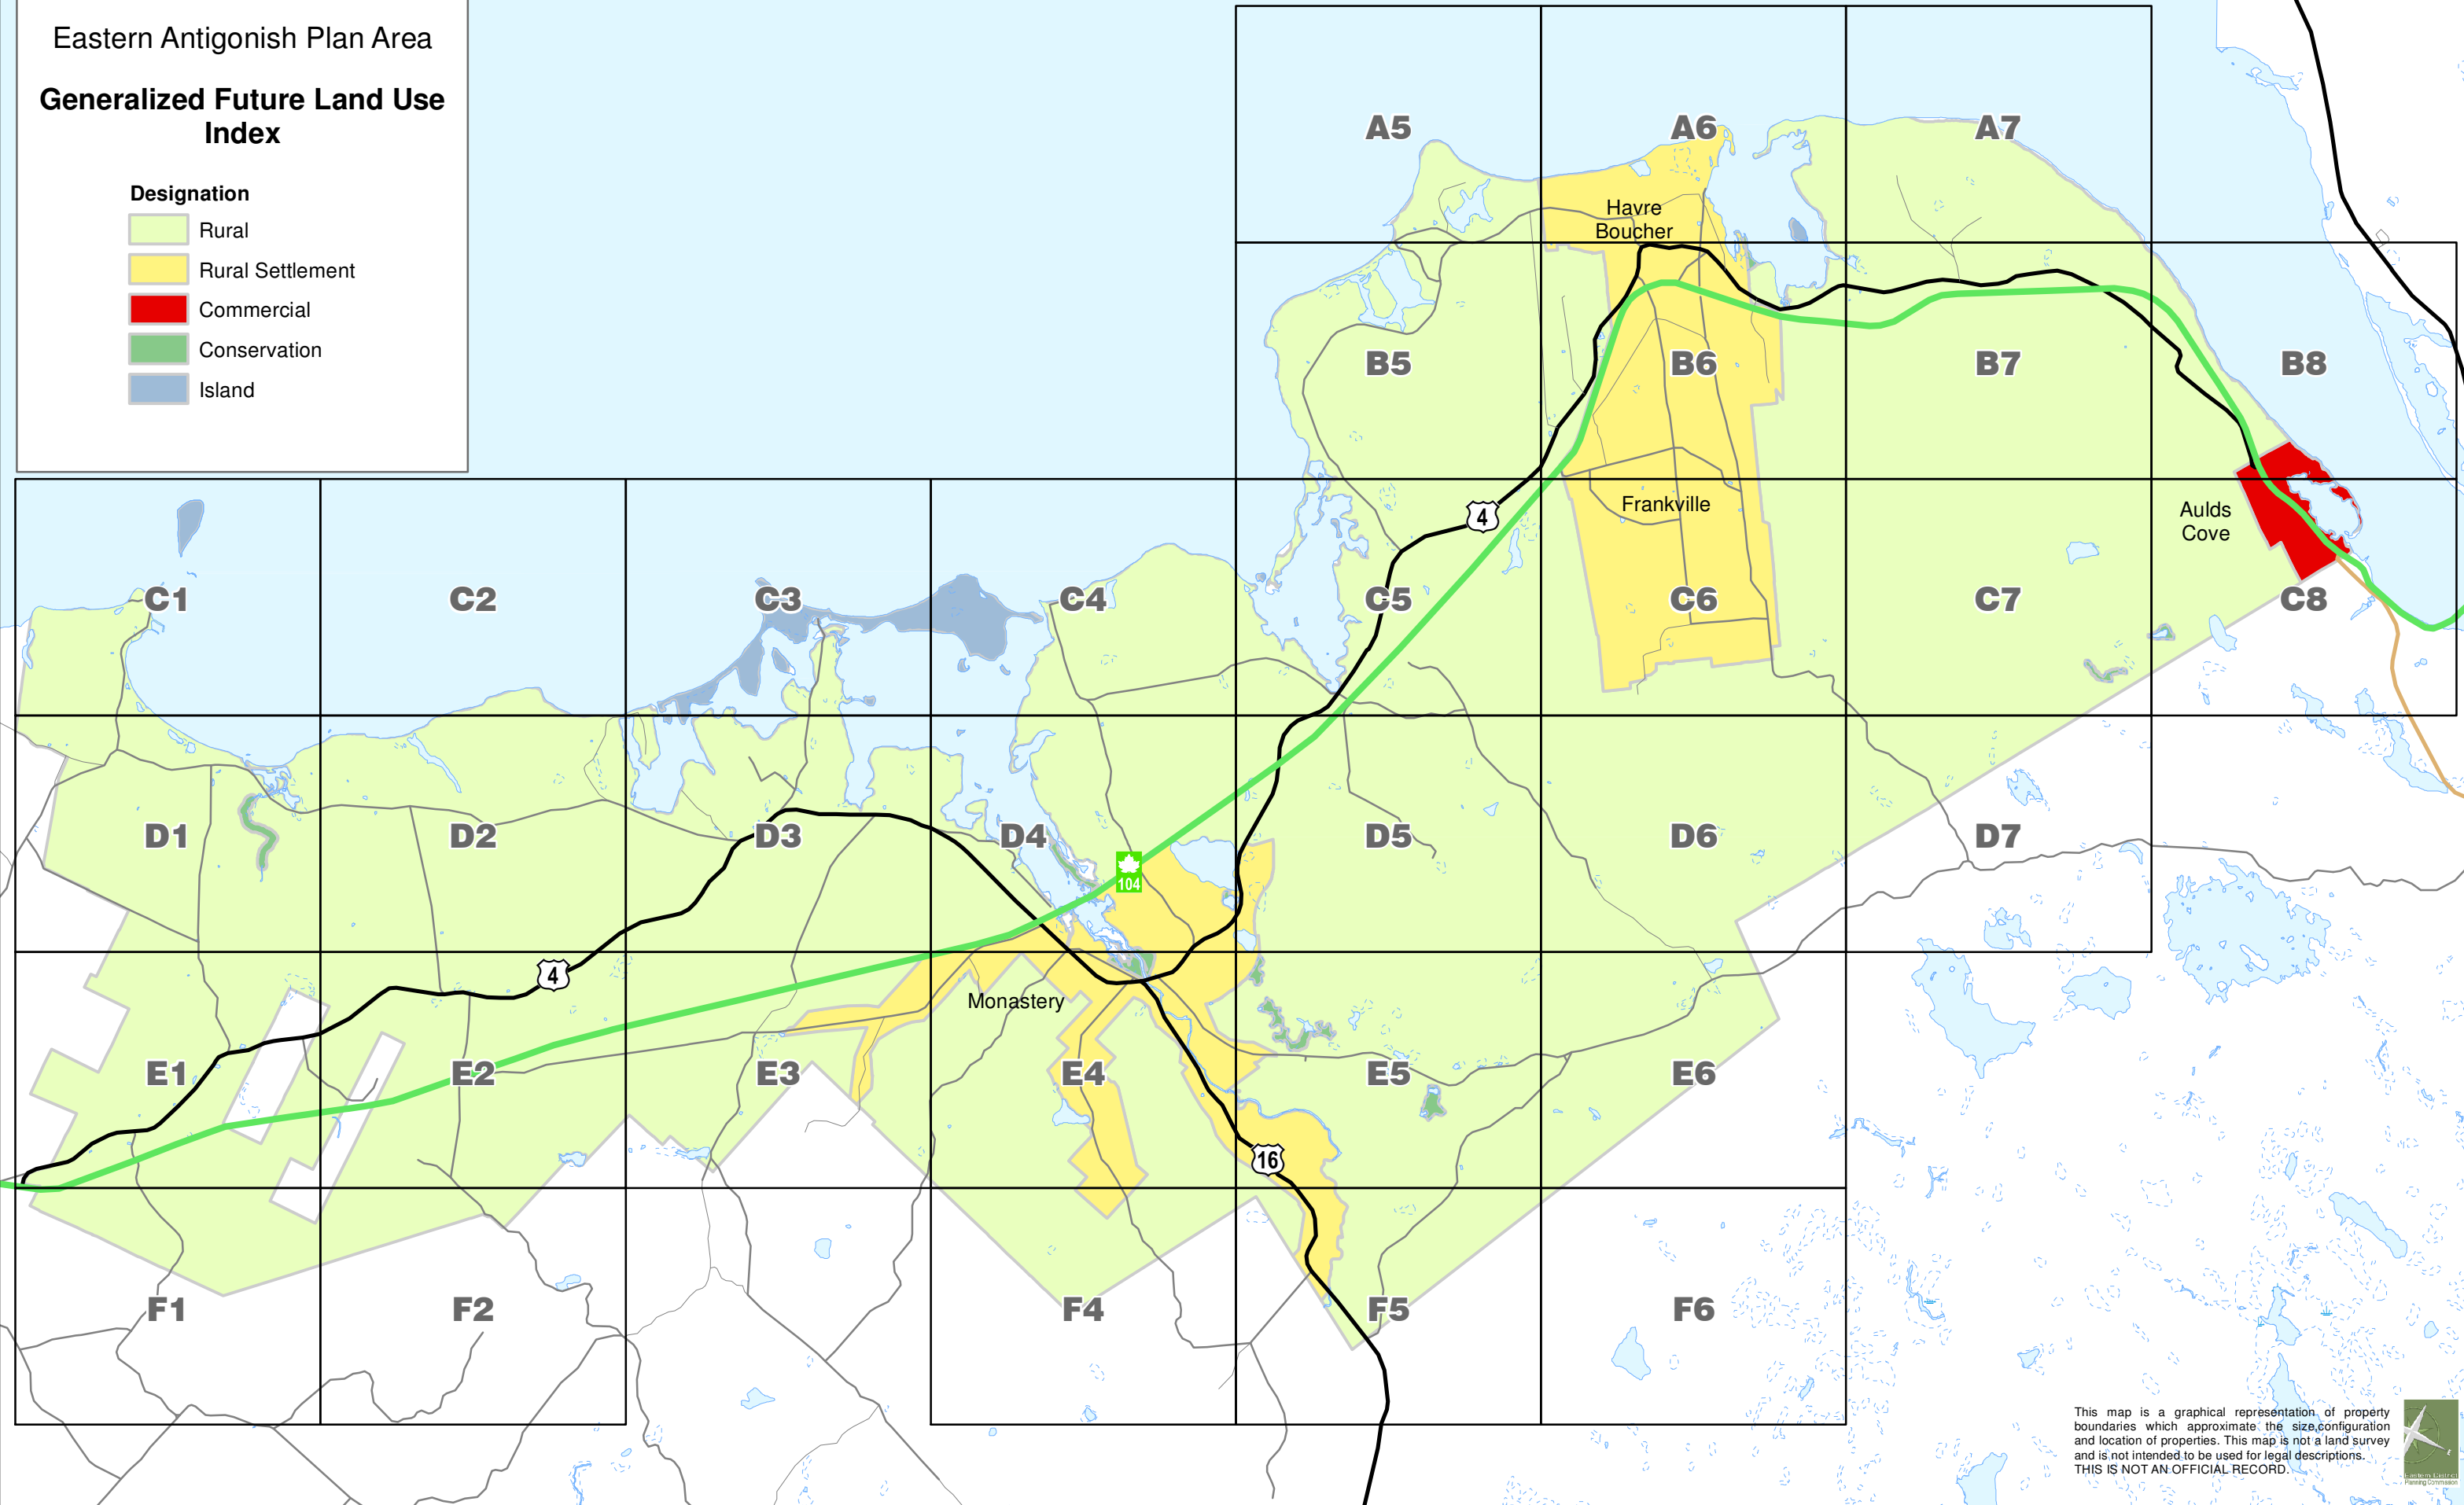 Eastern Antigonish Plan Area
Generalized Future Land Use
Index
Designation
Rural
Rural Settlement
Commercial
Conservation
Island
A5
A6
A7
Havre
Boucher
B5
B6
B7
B8
4
Frankville
Aulds
Cove
C1
C2
C3
C4
C5
C6
C7
C8
D1
D2
D3
D4
D5
D6
D7
104
4
Monastery
E1
E2
E3
E4
E5
E6
16
F1
F2
F4
F5
F6
This map is a graphical representation of property
boundaries which approximate the size,configuration
and location of properties. This map is not a land survey
and is not intended to be used for legal descriptions.
THIS IS NOT AN OFFICIAL RECORD.
Eastern District
Planning Commission